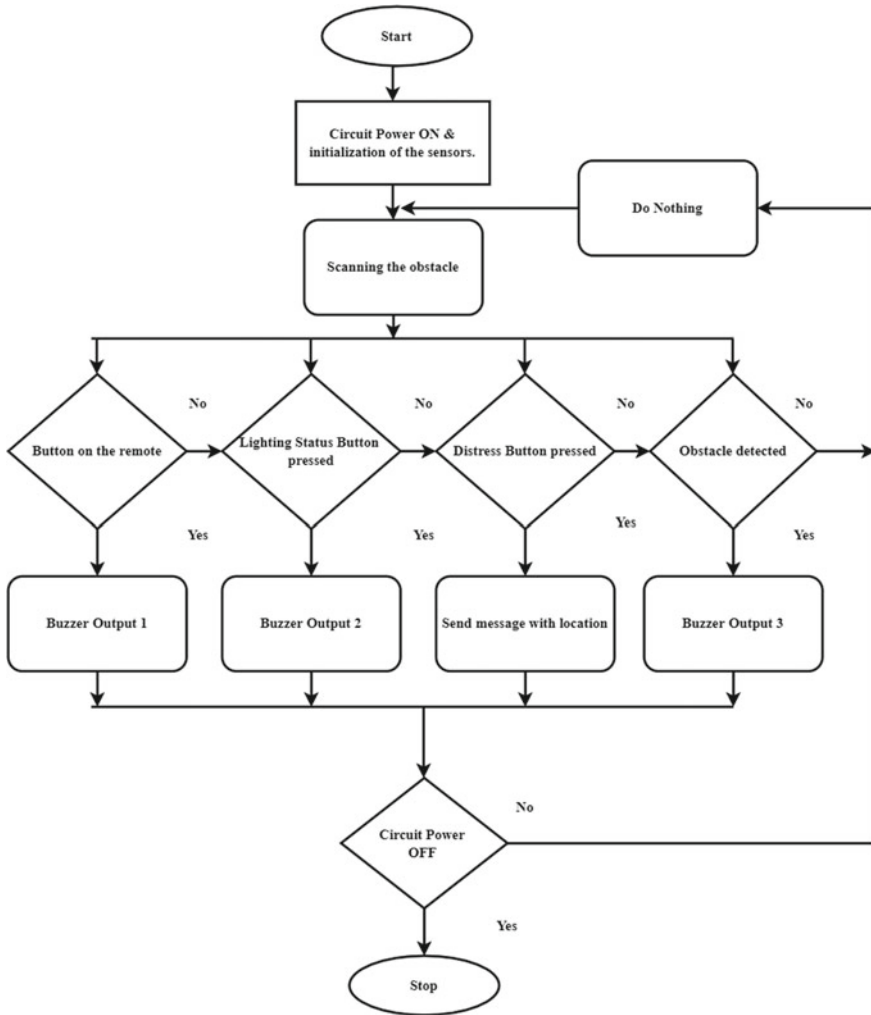 Start
Circuit Power ON &
initialization of the sensors.
Do Nothing
Scanning the obstacle
No
No
No
No
Button on the remote
Lighting Status Button
pressed
Distress Button pressed
Obstacle detected
Yes
Yes
Yes
Yes
Buzzer Output 1
Buzzer Output 2
Send message with location
Buzzer Output 3
No
Circuit Power
OFF
Yes
Stop